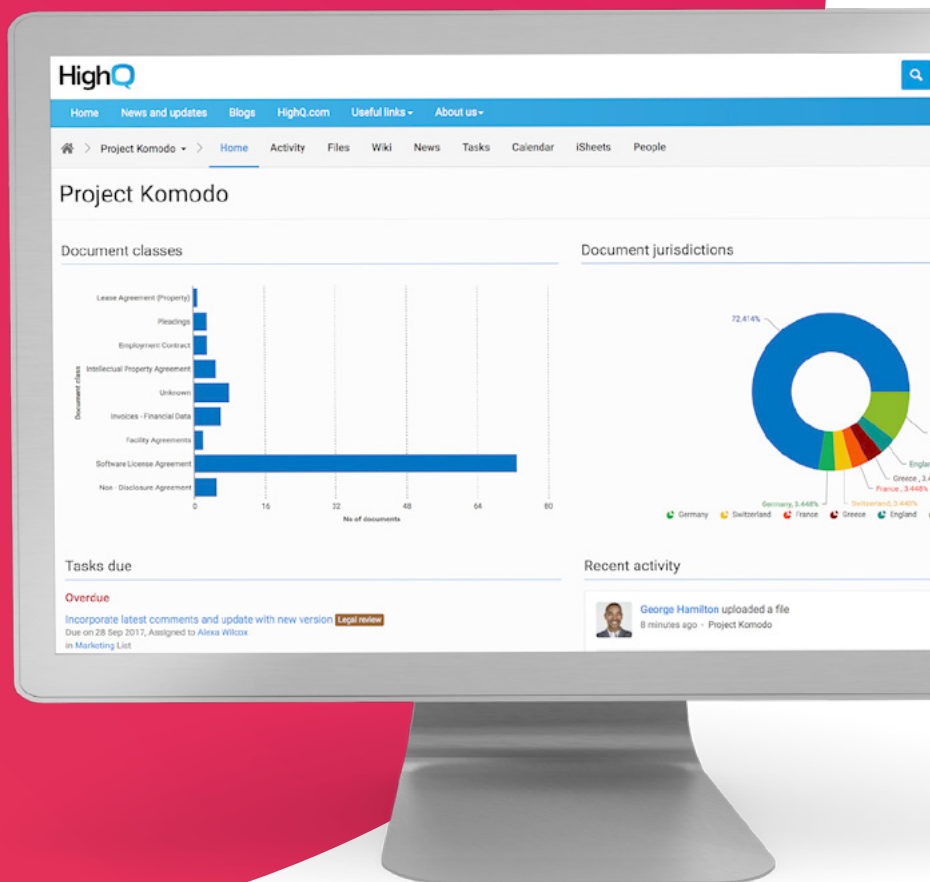 HighQ
Home News and updates Blogs HighQ.com Useful links About us
Project Komodo Home Activity Files Wiki News Tasks Calendar iSheets People
Project Komodo
Document classes
Document jurisdictions
Lease Agreement (Property)
Pleadings
Employment Contract
Intellectual Property Agreement
Unknown
Invoices - Financial Data
Facility Agreements
Software License Agreement
Non - Disclosure Agreement
Document class
0 16 32 48 64 80
No of documents
72.414%
Greece, 3.4
France, 3.448%
Switzerland, 3.448%
Germany, 3.448%
Germany Switzerland France Greece England
Tasks due
Overdue
Incorporate latest comments and update with new version Legal review
Due on 28 Sep 2017, Assigned to Alexa Wilcox
in Marketing List
Recent activity
George Hamilton uploaded a file
8 minutes ago - Project Komodo